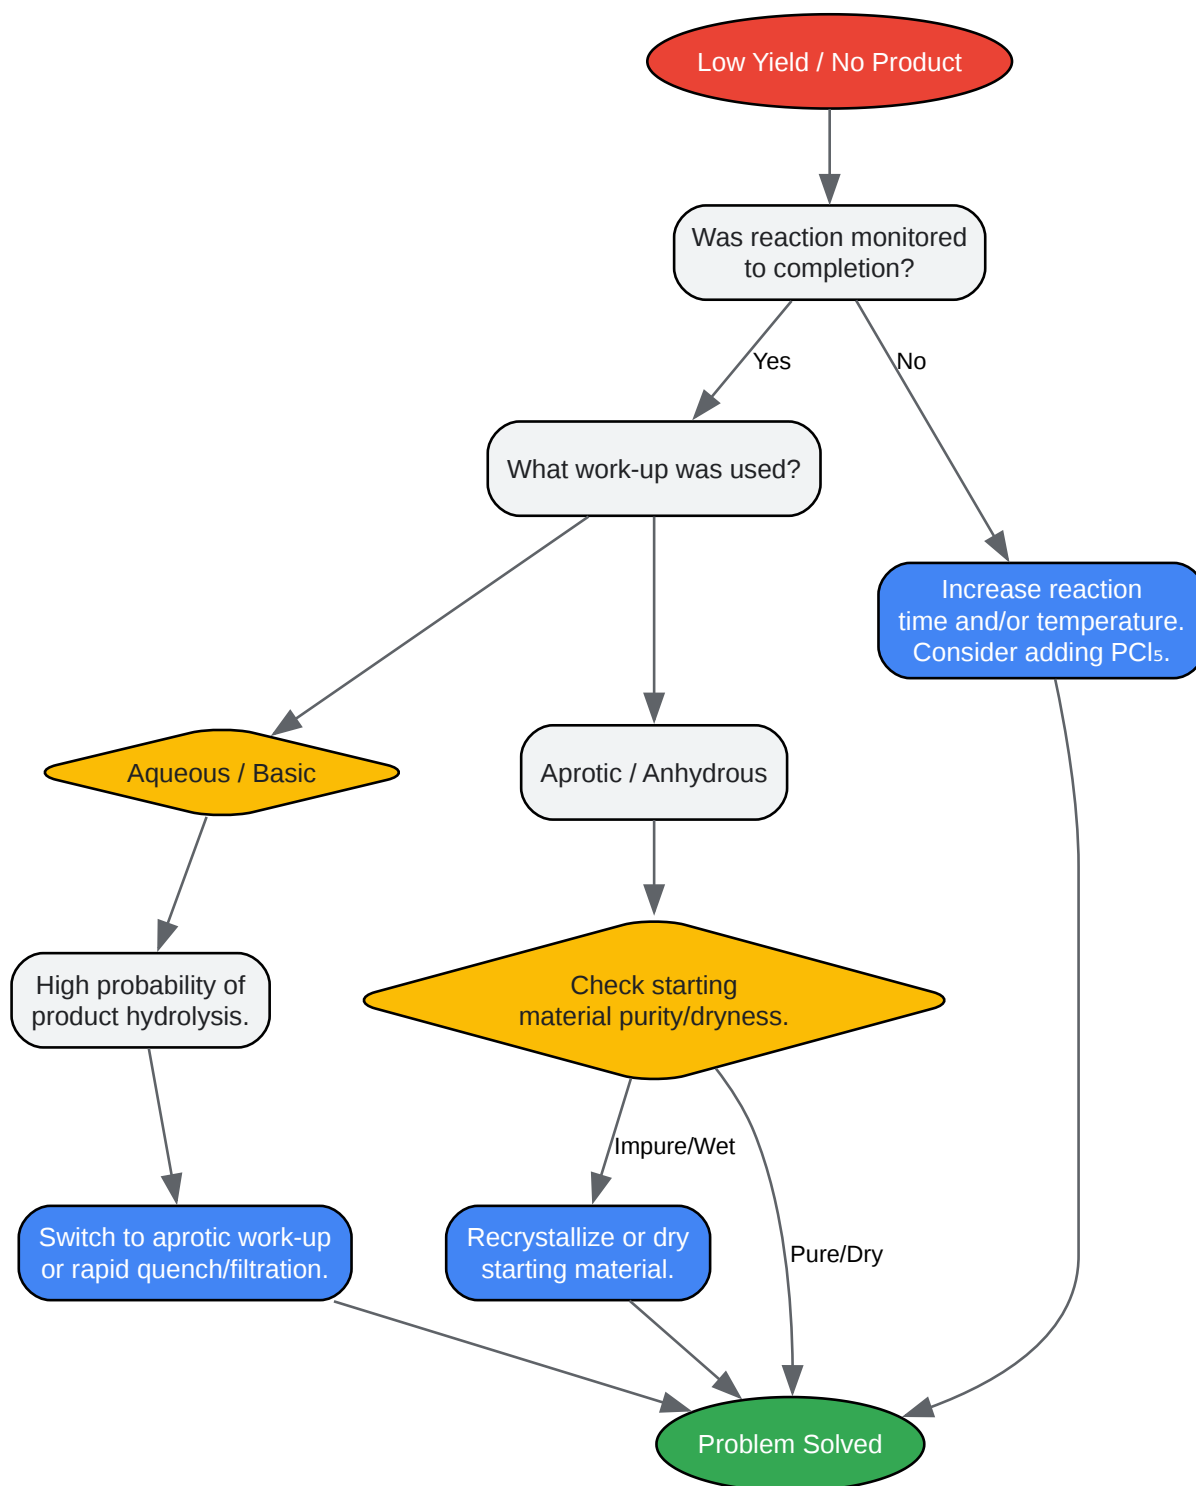 Low Yield / No Product
Was reaction monitored
to completion?
Yes
No
What work-up was used?
Increase reaction
time and/or temperature.
Consider adding PCl₅.
Aqueous / Basic
Aprotic / Anhydrous
High probability of
product hydrolysis.
Check starting
material purity/dryness.
Impure/Wet
Switch to aprotic work-up
or rapid quench/filtration.
Recrystallize or dry
starting material.
Pure/Dry
Problem Solved